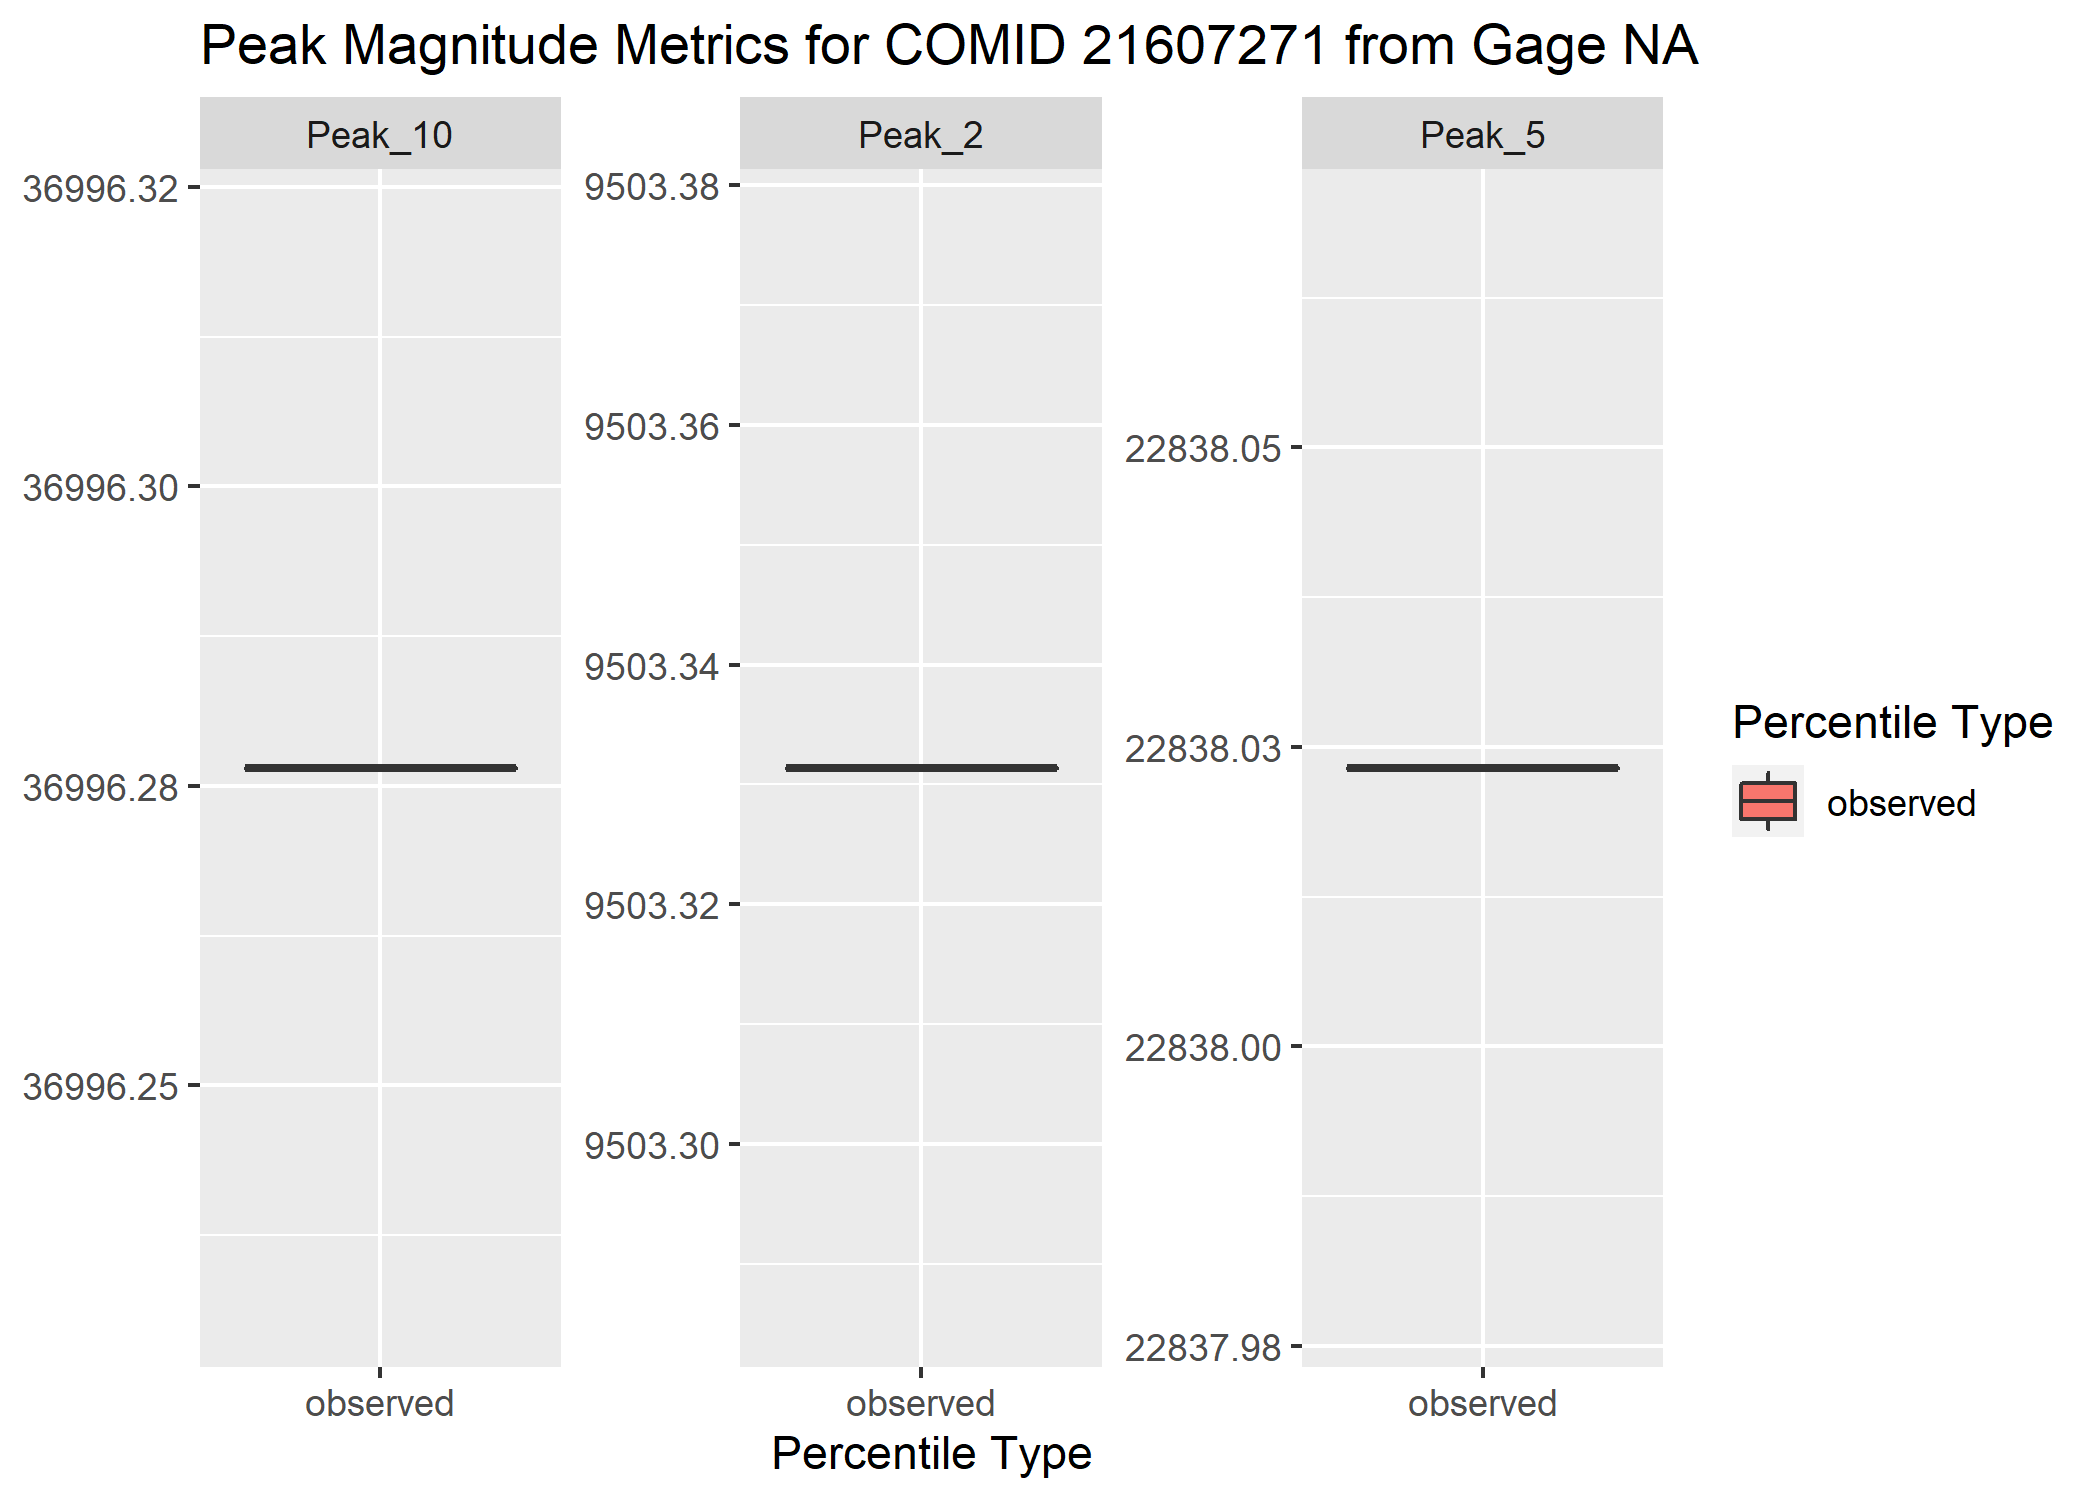 Peak Magnitude Metrics for COMID 21607271 from Gage NA
Peak_10
36996.32
36996.30
36996.28
36996.25
observed
Peak_2
9503.38
9503.36
9503.34
9503.32
9503.30
observed
Peak_5
22838.05
22838.03
22838.00
22837.98
observed
Percentile Type
Percentile Type
observed